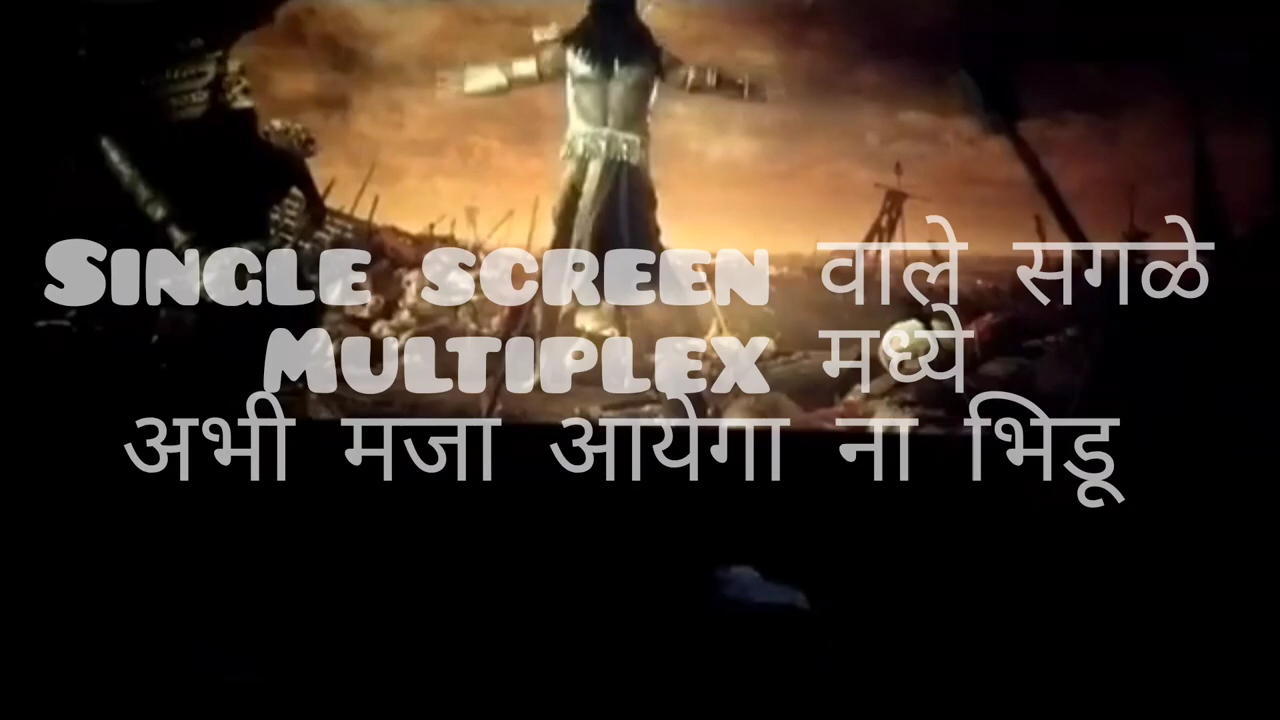 Single screen वाले सगळे
Multiplex मध्ये
अभी मजा आयेगा ना भिडू